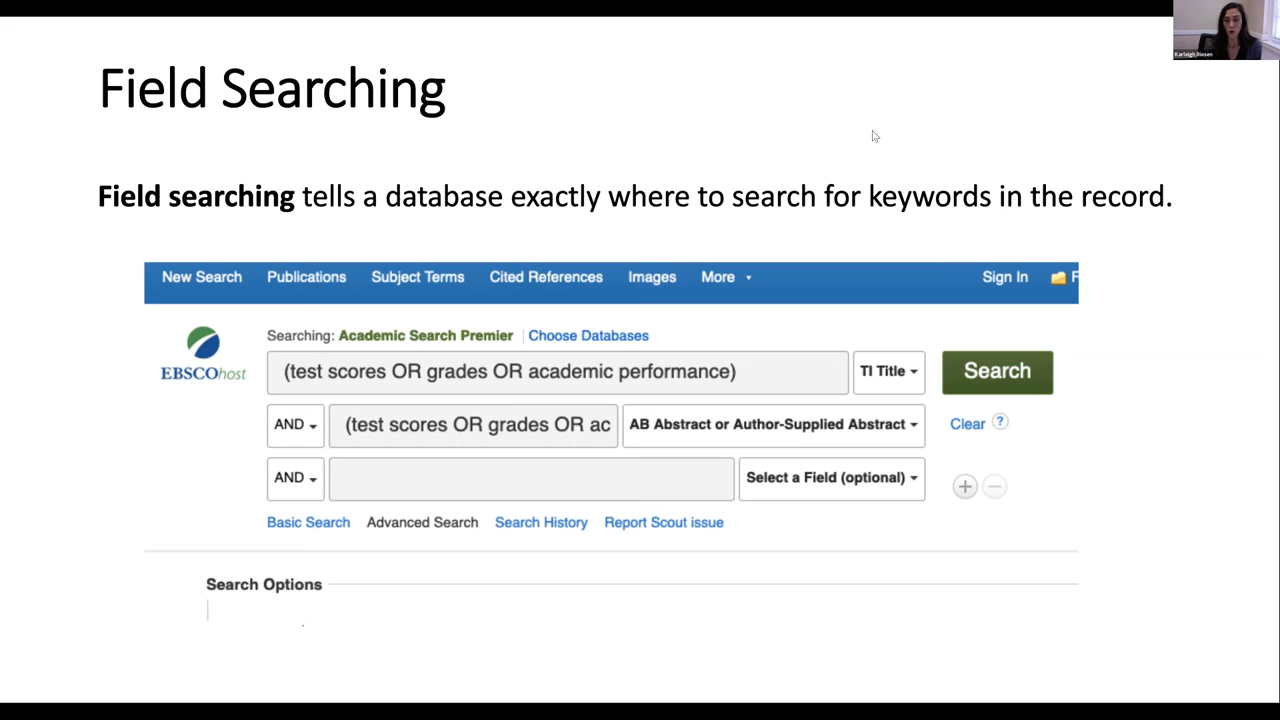 Karleigh Riesen
Field Searching
Field searching tells a database exactly where to search for keywords in the record.
New Search Publications Subject Terms Cited References Images More Sign In F
Searching: Academic Search Premier Choose Databases
EBSCOhost
(test scores OR grades OR academic performance) TI Title Search
AND (test scores OR grades OR ac AB Abstract or Author-Supplied Abstract Clear ?
AND Select a Field (optional) + −
Basic Search Advanced Search Search History Report Scout issue
Search Options